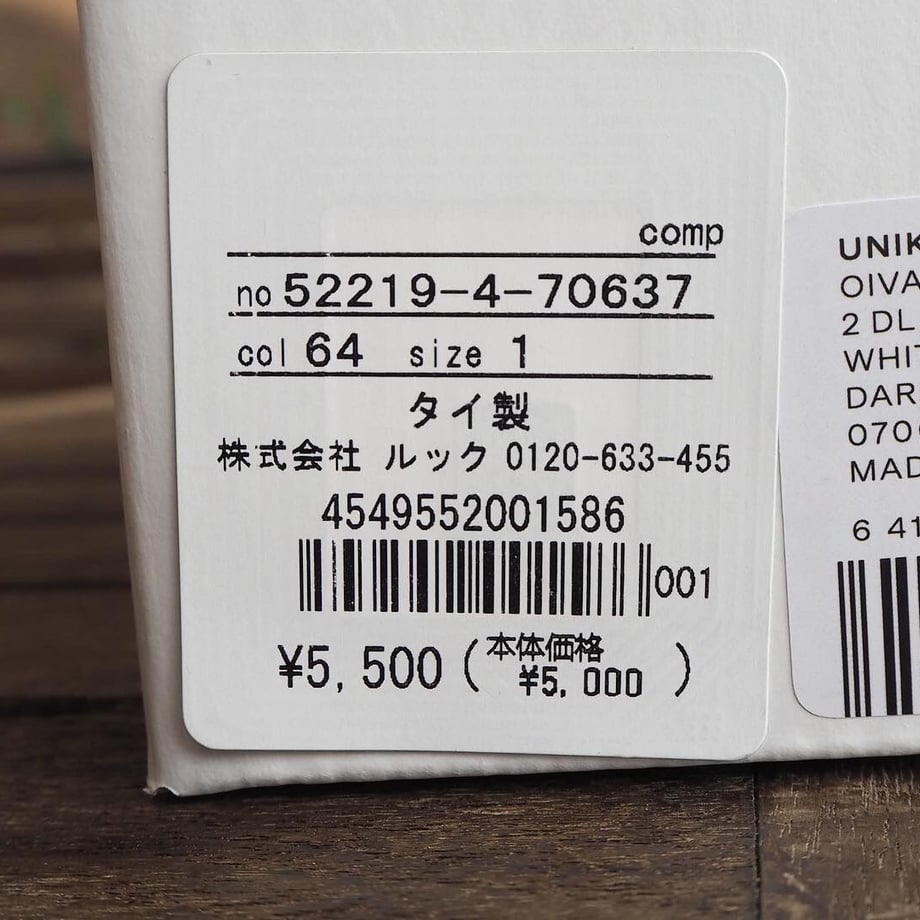 comp
no 52219-4-70637
col 64 size 1
タイ製
株式会社 ルック 0120-633-455
4549552001586
001
¥5,500(本体価格 ¥5,000)
UNIK
OIVA
2 DL
WHIT
DAR
070
MAD
6 41